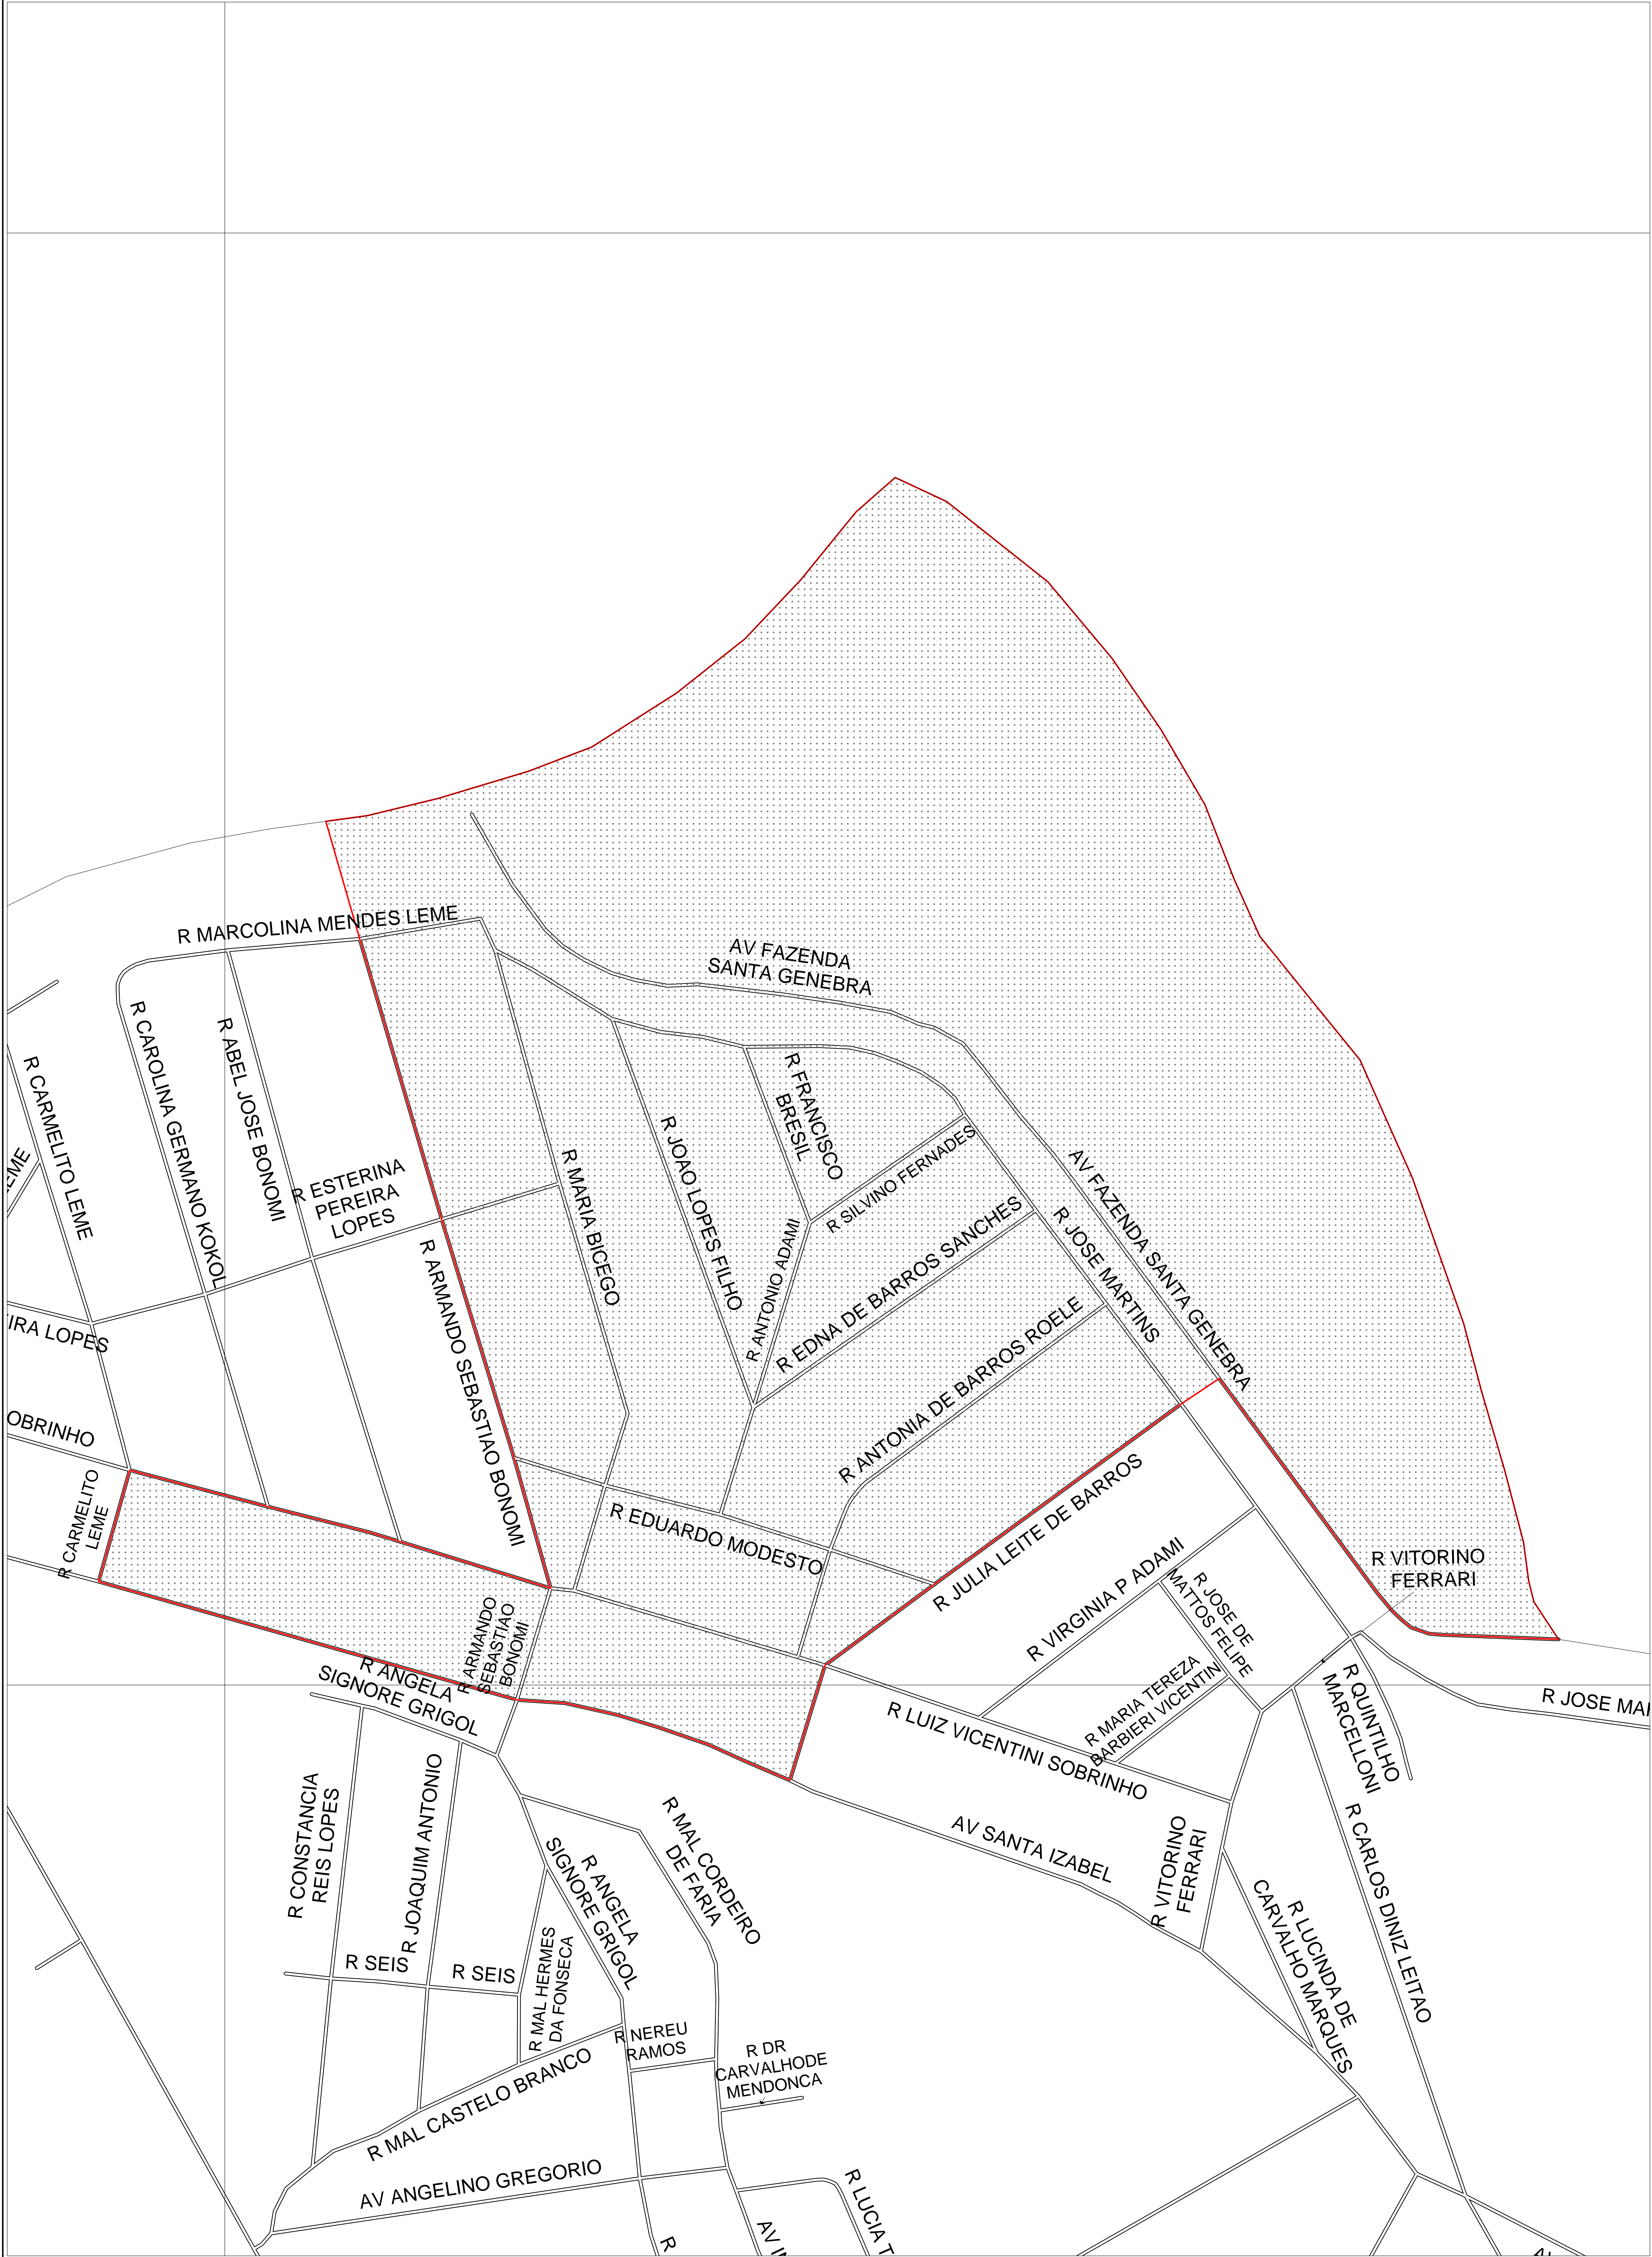 R MARCOLINA MENDES LEME
AV FAZENDA
SANTA GENEBRA
R CAROLINA GERMANO KOKOL
R ABEL JOSE BONOMI
R CARMELITO LEME
R FRANCISCO
BRESIL
R JOAO LOPES FILHO
R SILVINO FERNADES
R MARIA BICEGO
R ESTERINA
PEREIRA
LOPES
AV FAZENDA SANTA GENEBRA
EME
R EDNA DE BARROS SANCHES
R JOSE MARTINS
R ANTONIO ADAMI
R ARMANDO SEBASTIAO BONOMI
R ANTONIA DE BARROS ROELE
IRA LOPES
OBRINHO
R CARMELITO
LEME
R EDUARDO MODESTO
R JULIA LEITE DE BARROS
R VITORINO
FERRARI
R VIRGINIA P ADAMI
R JOSE DE
MATTOS FELIPE
R ARMANDO
SEBASTIAO
BONOMI
R ANGELA
SIGNORE GRIGOL
R MARIA TEREZA
BARBIERI VICENTIN
R QUINTILHO
MARCELLONI
R JOSE MAR
R LUIZ VICENTINI SOBRINHO
R CONSTANCIA
REIS LOPES
R JOAQUIM ANTONIO
R MAL CORDEIRO
DE FARIA
AV SANTA IZABEL
R VITORINO
FERRARI
R CARLOS DINIZ LEITAO
R ANGELA
SIGNORE GRIGOL
R LUCINDA DE
CARVALHO MARQUES
R SEIS
R SEIS
R MAL HERMES
DA FONSECA
R NEREU
RAMOS
R DR
CARVALHODE
MENDONCA
R MAL CASTELO BRANCO
AV ANGELINO GREGORIO
R LUCIA T
R
AV